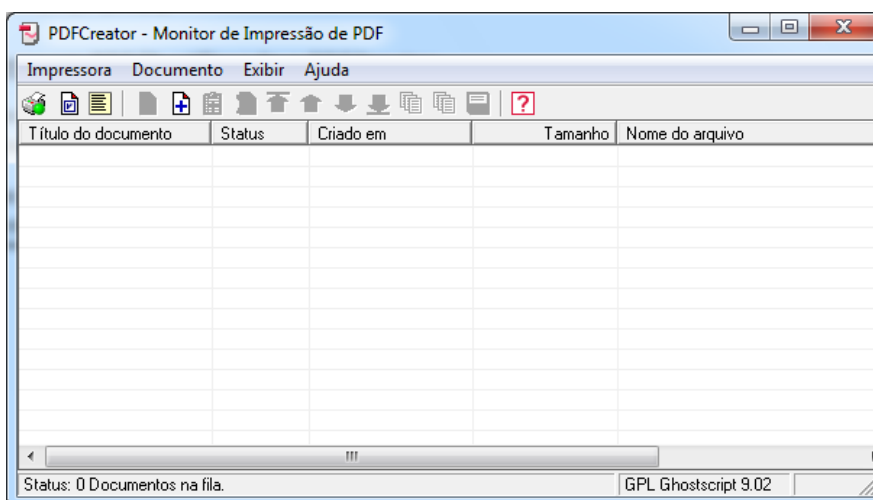 PDFCreator - Monitor de Impressão de PDF
Impressora Documento Exibir Ajuda
Título do documento Status Criado em Tamanho Nome do arquivo
Status: 0 Documentos na fila. GPL Ghostscript 9.02